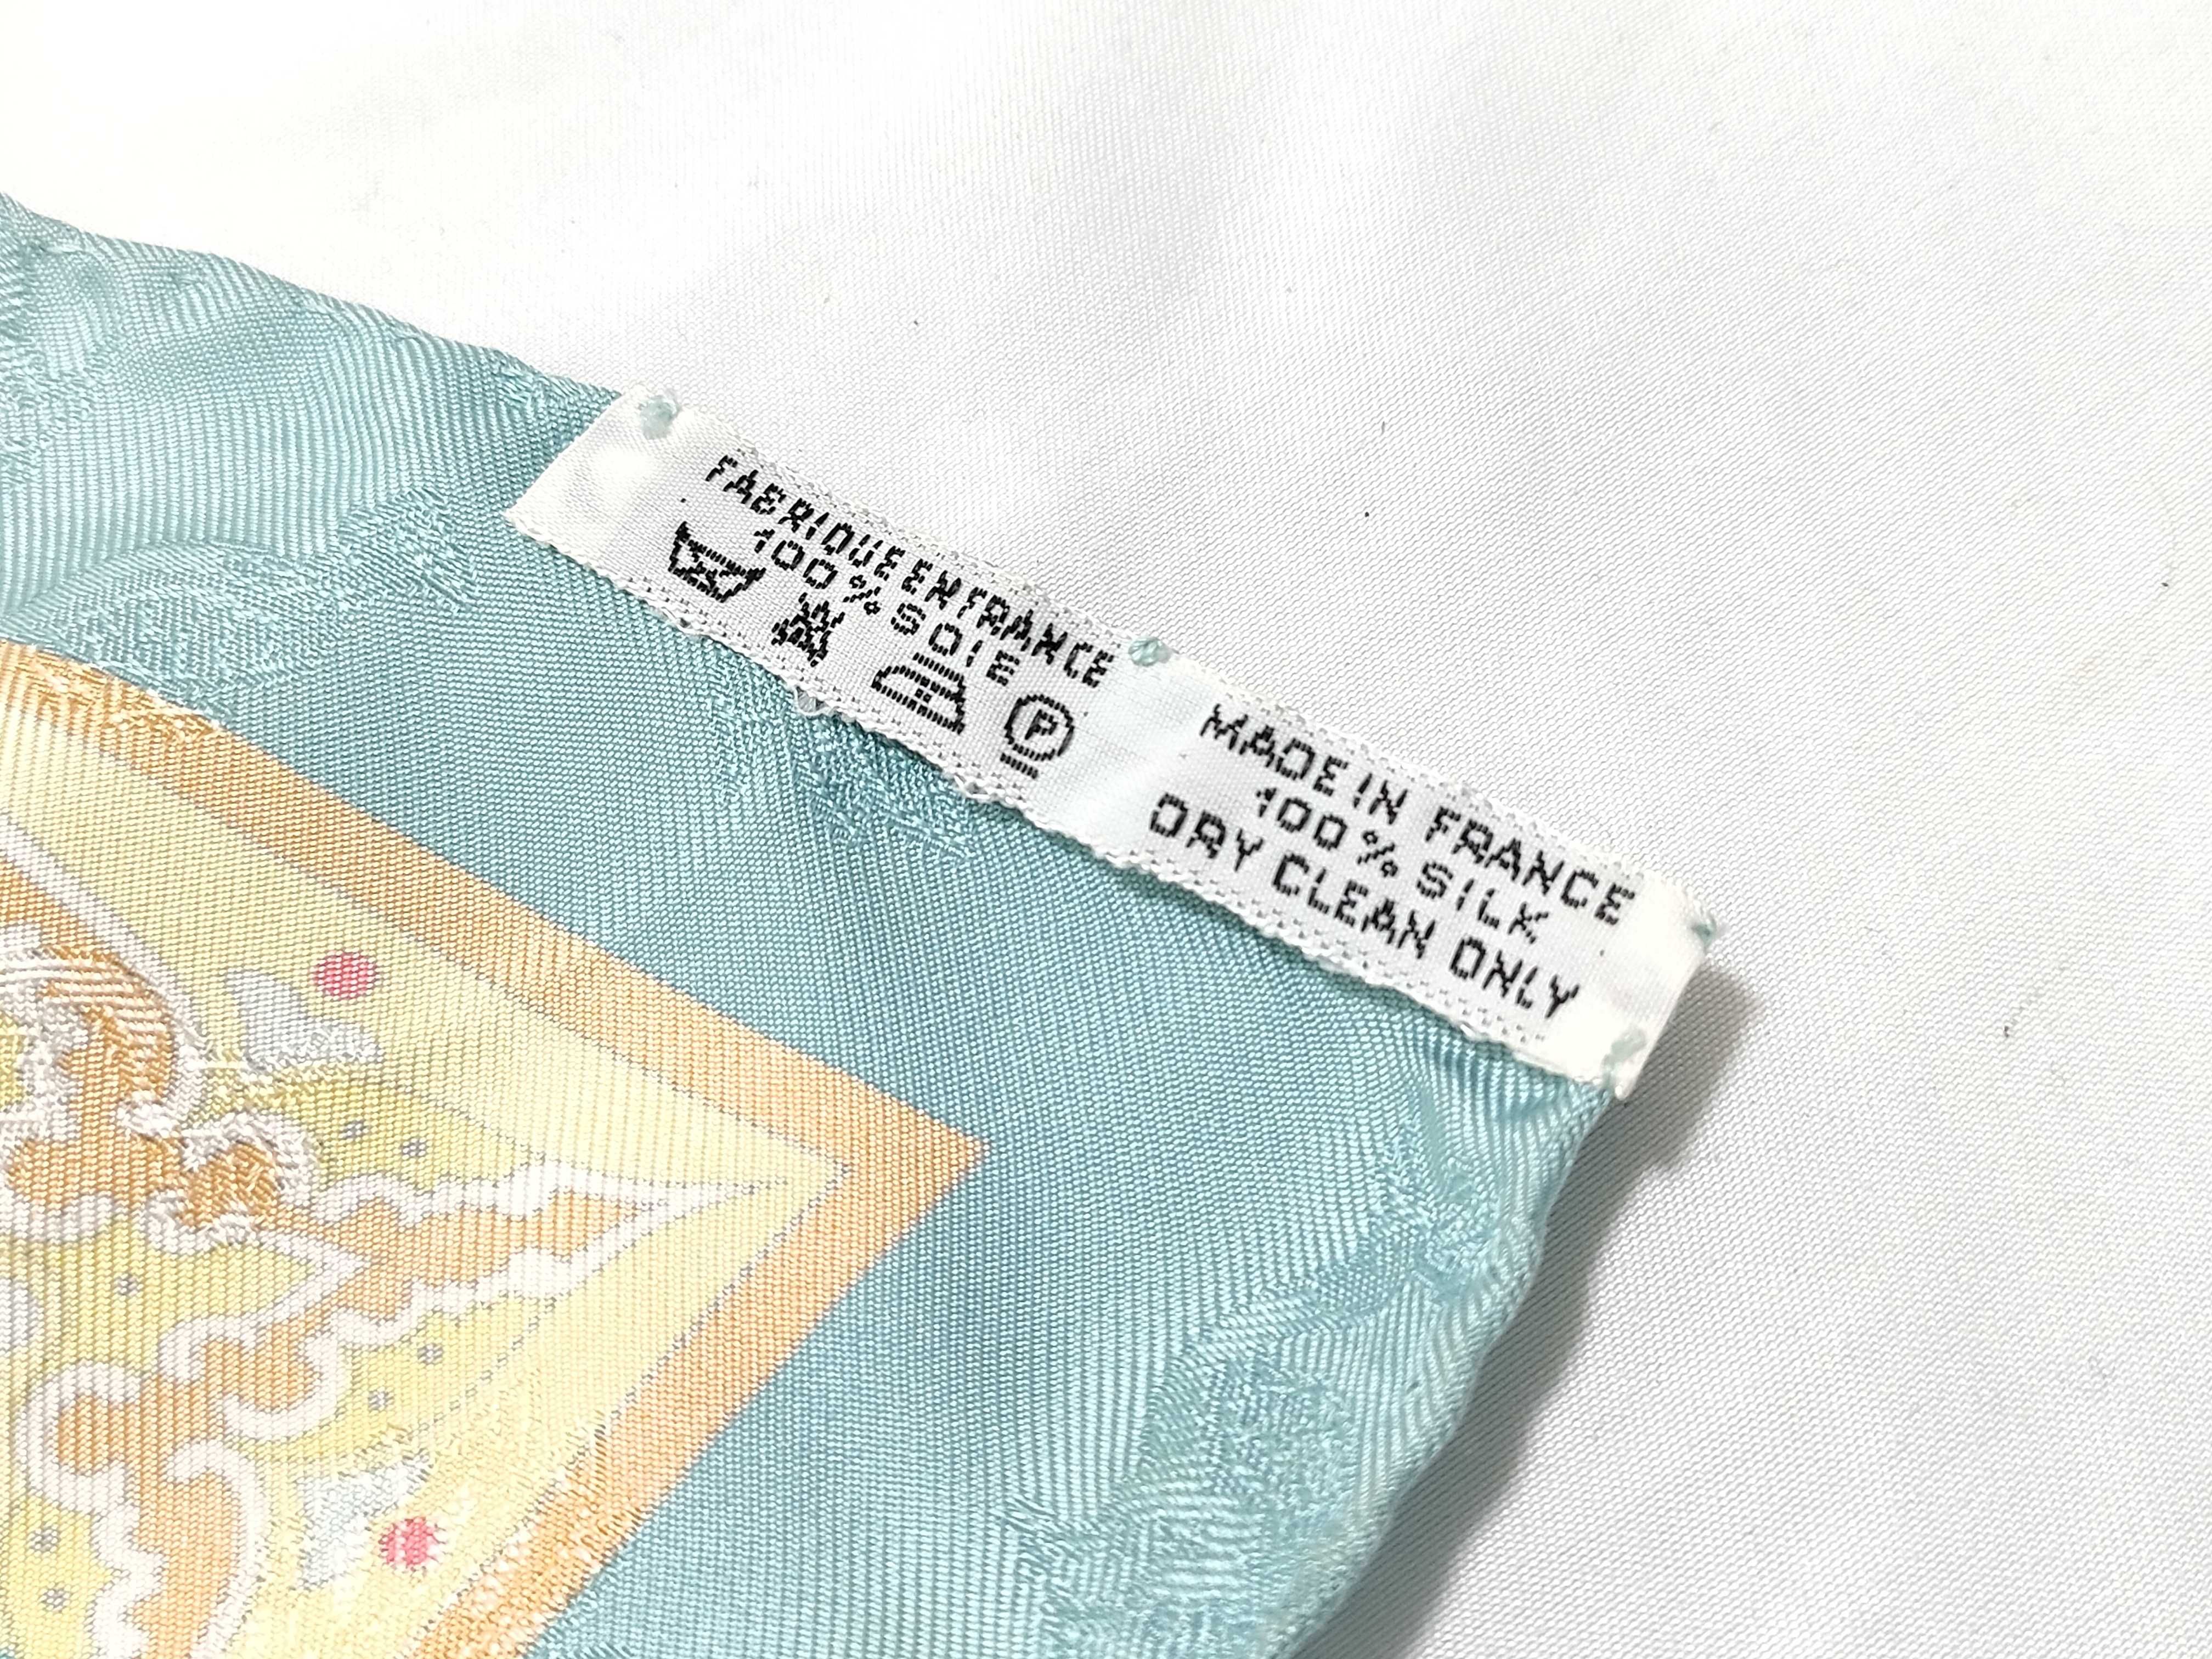 FABRIQUE EN FRANCE
100% SOIE
P
MADE IN FRANCE
100% SILK
DRY CLEAN ONLY